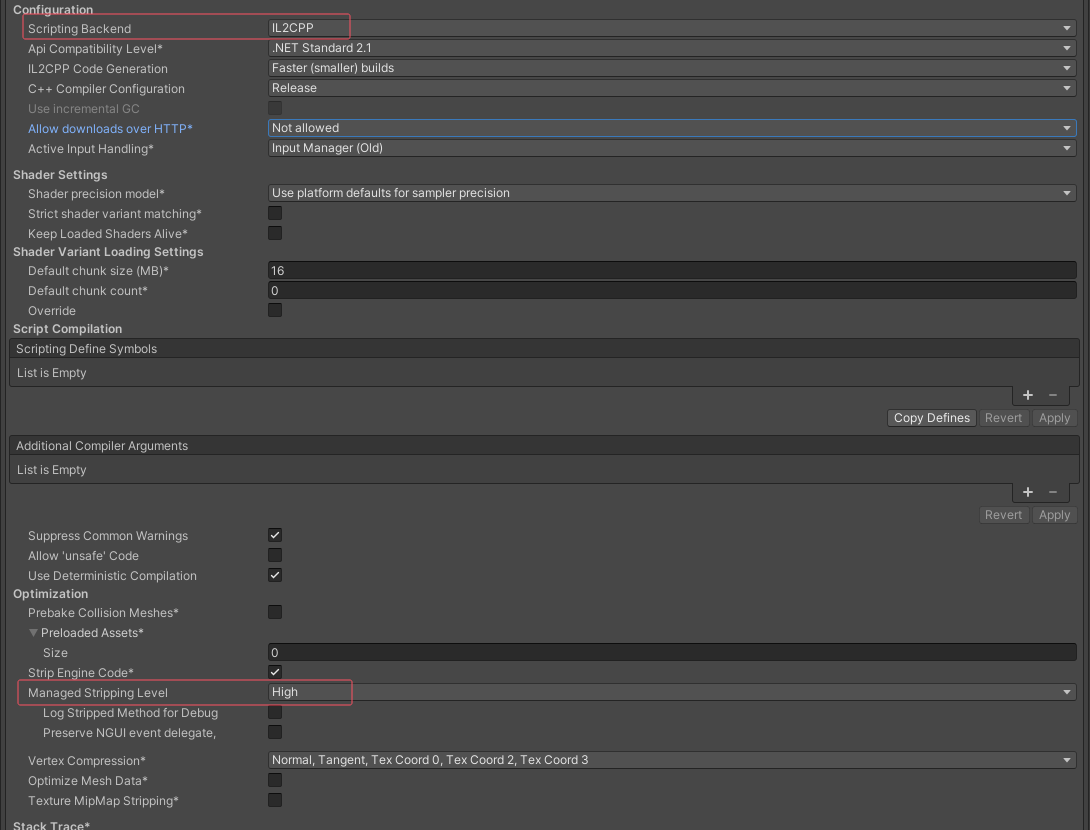 Configuration
Scripting Backend IL2CPP
Api Compatibility Level* .NET Standard 2.1
IL2CPP Code Generation Faster (smaller) builds
C++ Compiler Configuration Release
Use incremental GC
Allow downloads over HTTP* Not allowed
Active Input Handling* Input Manager (Old)
Shader Settings
Shader precision model* Use platform defaults for sampler precision
Strict shader variant matching*
Keep Loaded Shaders Alive*
Shader Variant Loading Settings
Default chunk size (MB)* 16
Default chunk count* 0
Override
Script Compilation
Scripting Define Symbols
List is Empty
+ −
Copy Defines Revert Apply
Additional Compiler Arguments
List is Empty
+ −
Revert Apply
Suppress Common Warnings
Allow 'unsafe' Code
Use Deterministic Compilation
Optimization
Prebake Collision Meshes*
Preloaded Assets*
Size 0
Strip Engine Code*
Managed Stripping Level High
Log Stripped Method for Debug
Preserve NGUI event delegate,
Vertex Compression* Normal, Tangent, Tex Coord 0, Tex Coord 2, Tex Coord 3
Optimize Mesh Data*
Texture MipMap Stripping*
Stack Trace*